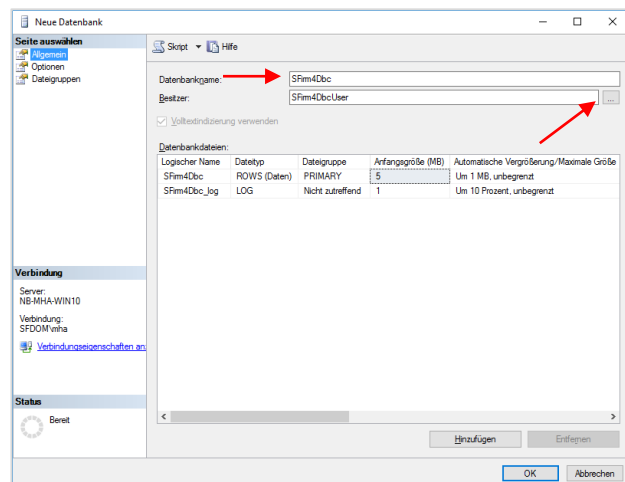 Neue Datenbank
Seite auswählen
Allgemein
Optionen
Dateigruppen
Skript
Hilfe
Datenbankname:
SFirm4Dbc
Besitzer:
SFirm4DbcUser
...
Volltextindizierung verwenden
Datenbankdateien:
Logischer Name Dateityp Dateigruppe Anfangsgröße (MB) Automatische Vergrößerung/Maximale Größe
SFirm4Dbc ROWS (Daten) PRIMARY 5 Um 1 MB, unbegrenzt
SFirm4Dbc_log LOG Nicht zutreffend 1 Um 10 Prozent, unbegrenzt
Verbindung
Server:
NB-MHA-WIN10
Verbindung:
SFDOM\mha
Verbindungseigenschaften an
Status
Bereit
Hinzufügen
Entfernen
OK
Abbrechen